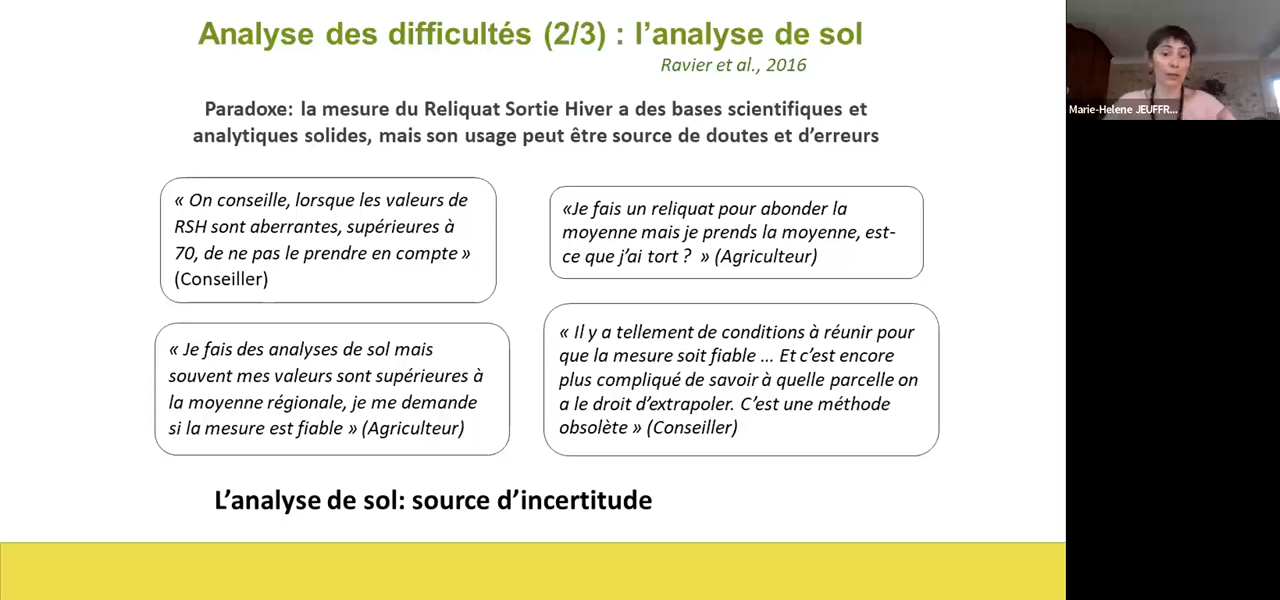 Analyse des difficultés (2/3) : l’analyse de sol
Ravier et al., 2016
Paradoxe: la mesure du Reliquat Sortie Hiver a des bases scientifiques et
analytiques solides, mais son usage peut être source de doutes et d’erreurs
« On conseille, lorsque les valeurs de
RSH sont aberrantes, supérieures à
70, de ne pas le prendre en compte »
(Conseiller)
«Je fais un reliquat pour abonder la
moyenne mais je prends la moyenne, est-
ce que j’ai tort ? » (Agriculteur)
« Je fais des analyses de sol mais
souvent mes valeurs sont supérieures à
la moyenne régionale, je me demande
si la mesure est fiable » (Agriculteur)
« Il y a tellement de conditions à réunir pour
que la mesure soit fiable ... Et c’est encore
plus compliqué de savoir à quelle parcelle on
a le droit d’extrapoler. C’est une méthode
obsolète » (Conseiller)
L’analyse de sol: source d’incertitude
Marie-Helene JEUFFR...